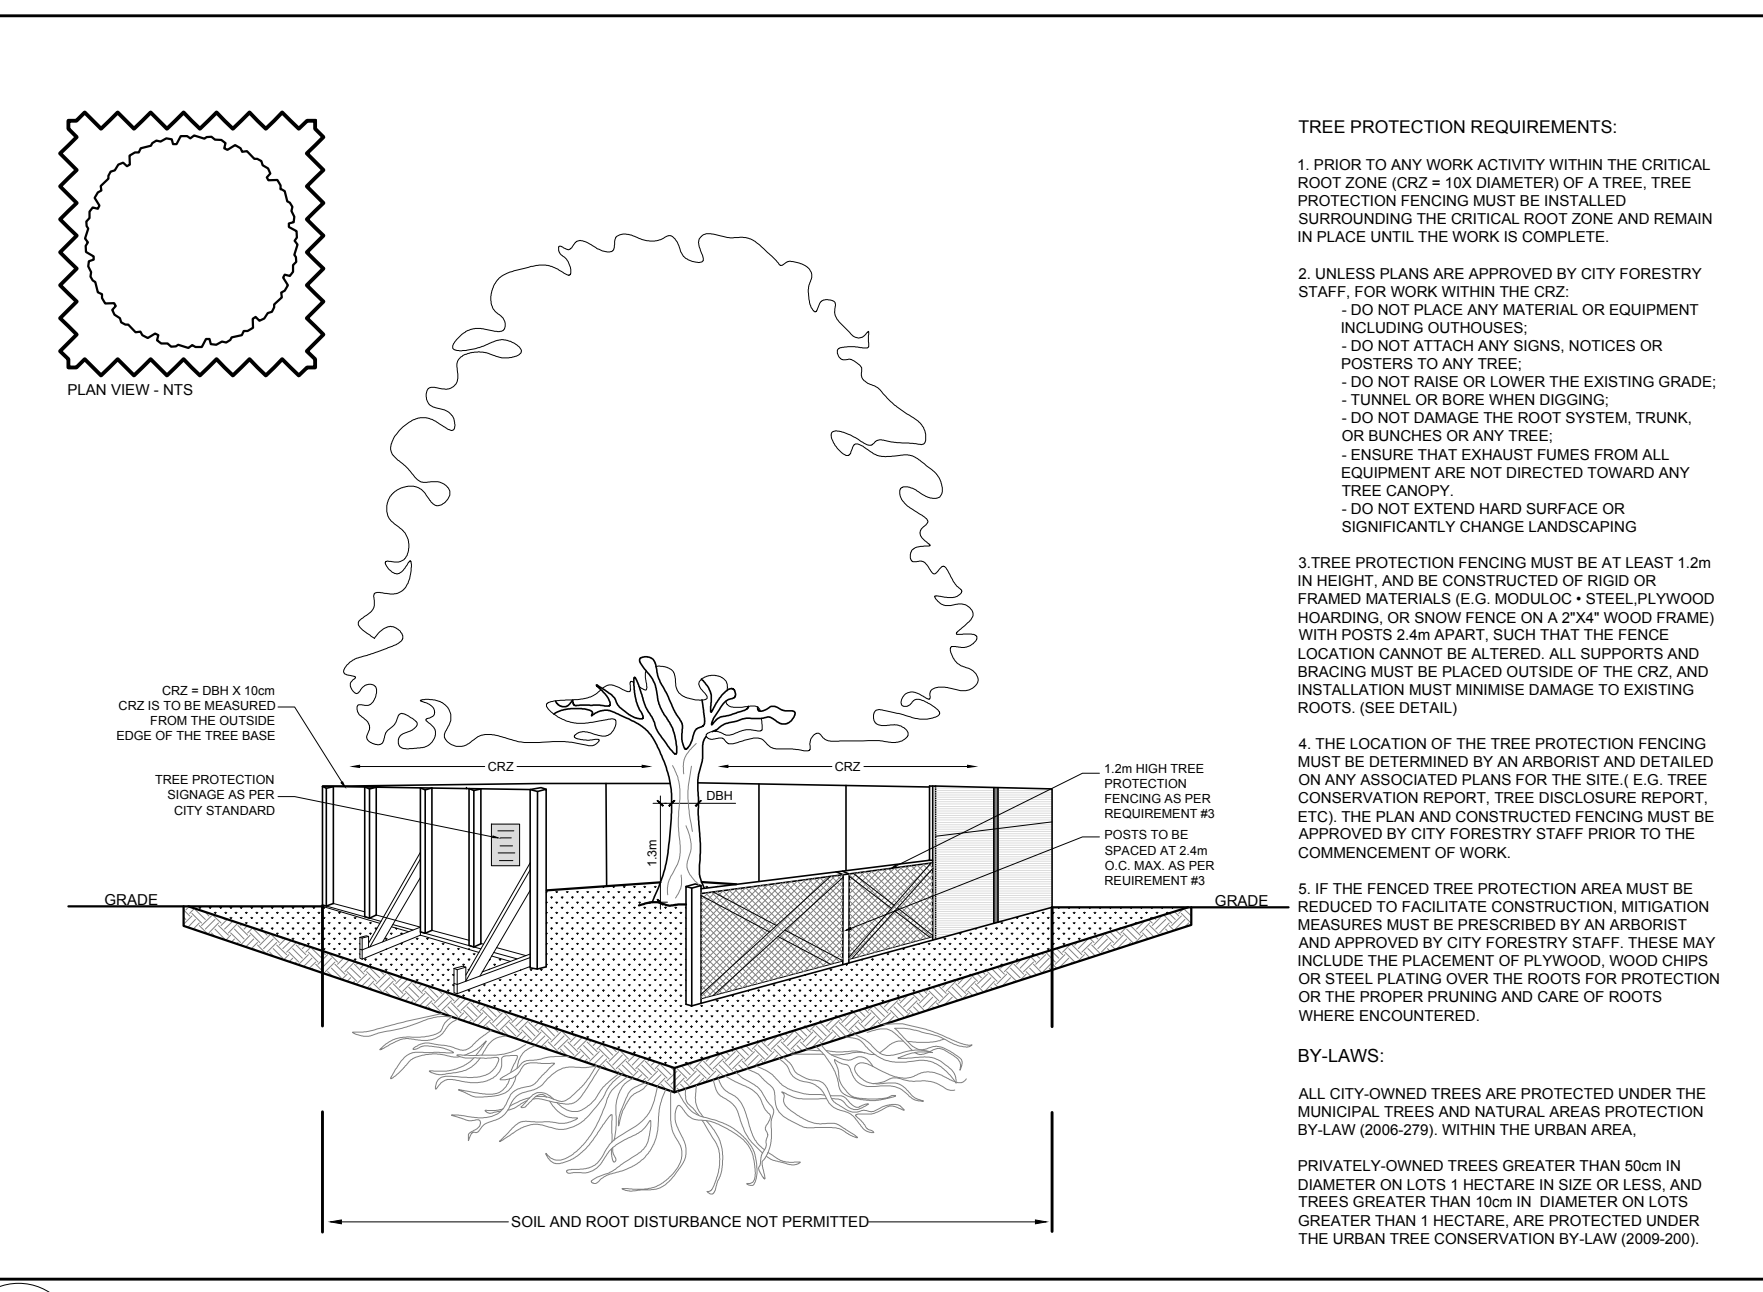 PLAN VIEW - NTS
CRZ = DBH X 10cm
CRZ IS TO BE MEASURED
FROM THE OUTSIDE
EDGE OF THE TREE BASE
TREE PROTECTION
SIGNAGE AS PER
CITY STANDARD
GRADE
CRZ
CRZ
DBH
1.3m
1.2m HIGH TREE
PROTECTION
FENCING AS PER
REQUIREMENT #3
POSTS TO BE
SPACED AT 2.4m
O.C. MAX. AS PER
REUIREMENT #3
GRADE
SOIL AND ROOT DISTURBANCE NOT PERMITTED
TREE PROTECTION REQUIREMENTS:
1. PRIOR TO ANY WORK ACTIVITY WITHIN THE CRITICAL
ROOT ZONE (CRZ = 10X DIAMETER) OF A TREE, TREE
PROTECTION FENCING MUST BE INSTALLED
SURROUNDING THE CRITICAL ROOT ZONE AND REMAIN
IN PLACE UNTIL THE WORK IS COMPLETE.
2. UNLESS PLANS ARE APPROVED BY CITY FORESTRY
STAFF, FOR WORK WITHIN THE CRZ:
- DO NOT PLACE ANY MATERIAL OR EQUIPMENT
INCLUDING OUTHOUSES;
- DO NOT ATTACH ANY SIGNS, NOTICES OR
POSTERS TO ANY TREE;
- DO NOT RAISE OR LOWER THE EXISTING GRADE;
- TUNNEL OR BORE WHEN DIGGING;
- DO NOT DAMAGE THE ROOT SYSTEM, TRUNK,
OR BUNCHES OR ANY TREE;
- ENSURE THAT EXHAUST FUMES FROM ALL
EQUIPMENT ARE NOT DIRECTED TOWARD ANY
TREE CANOPY.
- DO NOT EXTEND HARD SURFACE OR
SIGNIFICANTLY CHANGE LANDSCAPING
3.TREE PROTECTION FENCING MUST BE AT LEAST 1.2m
IN HEIGHT, AND BE CONSTRUCTED OF RIGID OR
FRAMED MATERIALS (E.G. MODULOC • STEEL,PLYWOOD
HOARDING, OR SNOW FENCE ON A 2"X4" WOOD FRAME)
WITH POSTS 2.4m APART, SUCH THAT THE FENCE
LOCATION CANNOT BE ALTERED. ALL SUPPORTS AND
BRACING MUST BE PLACED OUTSIDE OF THE CRZ, AND
INSTALLATION MUST MINIMISE DAMAGE TO EXISTING
ROOTS. (SEE DETAIL)
4. THE LOCATION OF THE TREE PROTECTION FENCING
MUST BE DETERMINED BY AN ARBORIST AND DETAILED
ON ANY ASSOCIATED PLANS FOR THE SITE.( E.G. TREE
CONSERVATION REPORT, TREE DISCLOSURE REPORT,
ETC). THE PLAN AND CONSTRUCTED FENCING MUST BE
APPROVED BY CITY FORESTRY STAFF PRIOR TO THE
COMMENCEMENT OF WORK.
5. IF THE FENCED TREE PROTECTION AREA MUST BE
REDUCED TO FACILITATE CONSTRUCTION, MITIGATION
MEASURES MUST BE PRESCRIBED BY AN ARBORIST
AND APPROVED BY CITY FORESTRY STAFF. THESE MAY
INCLUDE THE PLACEMENT OF PLYWOOD, WOOD CHIPS
OR STEEL PLATING OVER THE ROOTS FOR PROTECTION
OR THE PROPER PRUNING AND CARE OF ROOTS
WHERE ENCOUNTERED.
BY-LAWS:
ALL CITY-OWNED TREES ARE PROTECTED UNDER THE
MUNICIPAL TREES AND NATURAL AREAS PROTECTION
BY-LAW (2006-279). WITHIN THE URBAN AREA,
PRIVATELY-OWNED TREES GREATER THAN 50cm IN
DIAMETER ON LOTS 1 HECTARE IN SIZE OR LESS, AND
TREES GREATER THAN 10cm IN DIAMETER ON LOTS
GREATER THAN 1 HECTARE, ARE PROTECTED UNDER
THE URBAN TREE CONSERVATION BY-LAW (2009-200).